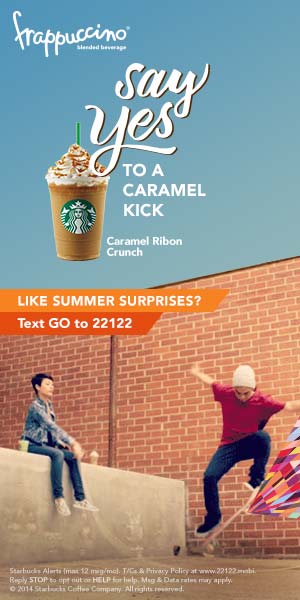 frappuccino®
blended beverage
say
yes
TO A
CARAMEL
KICK
Caramel Ribon
Crunch
LIKE SUMMER SURPRISES?
Text GO to 22122
Starbucks Alerts (max 12 msg/mo). T/Cs & Privacy Policy at www.22122.mobi.
Reply STOP to opt out or HELP for help. Msg & Data rates may apply.
© 2014 Starbucks Coffee Company. All rights reserved.